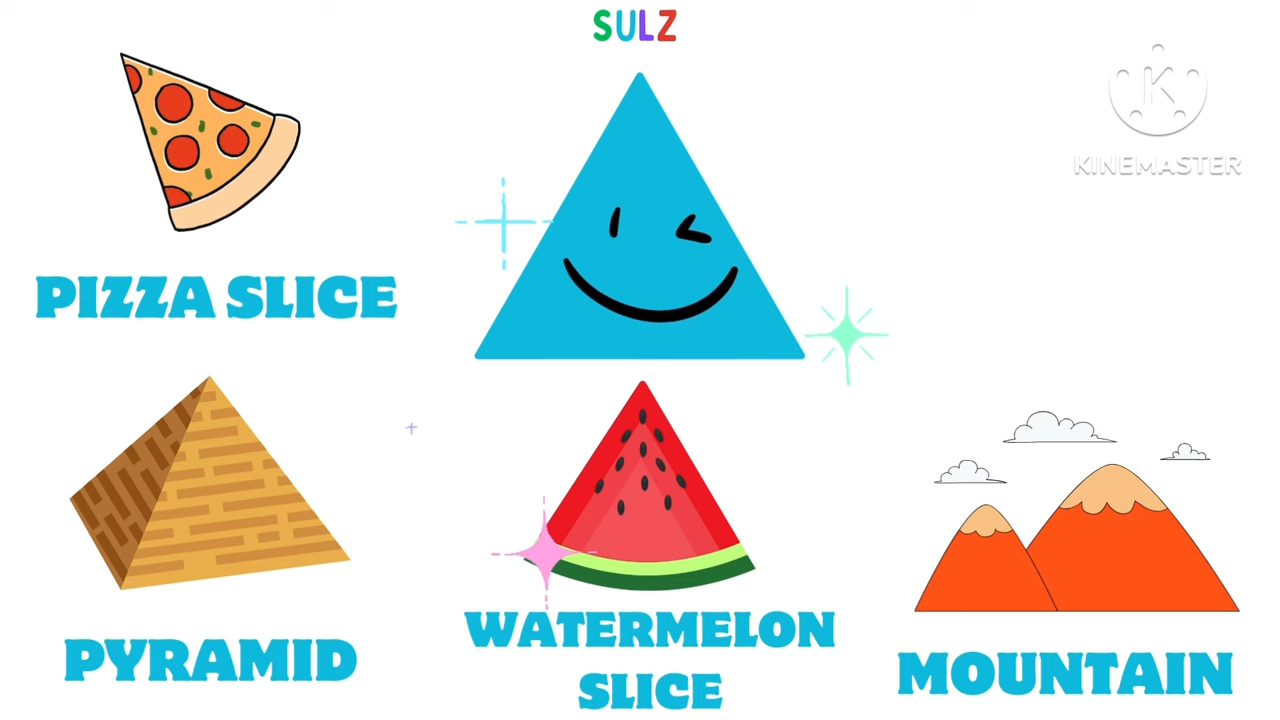 SULZ
K
KINEMASTER
PIZZA SLICE
PYRAMID
WATERMELON
SLICE
MOUNTAIN